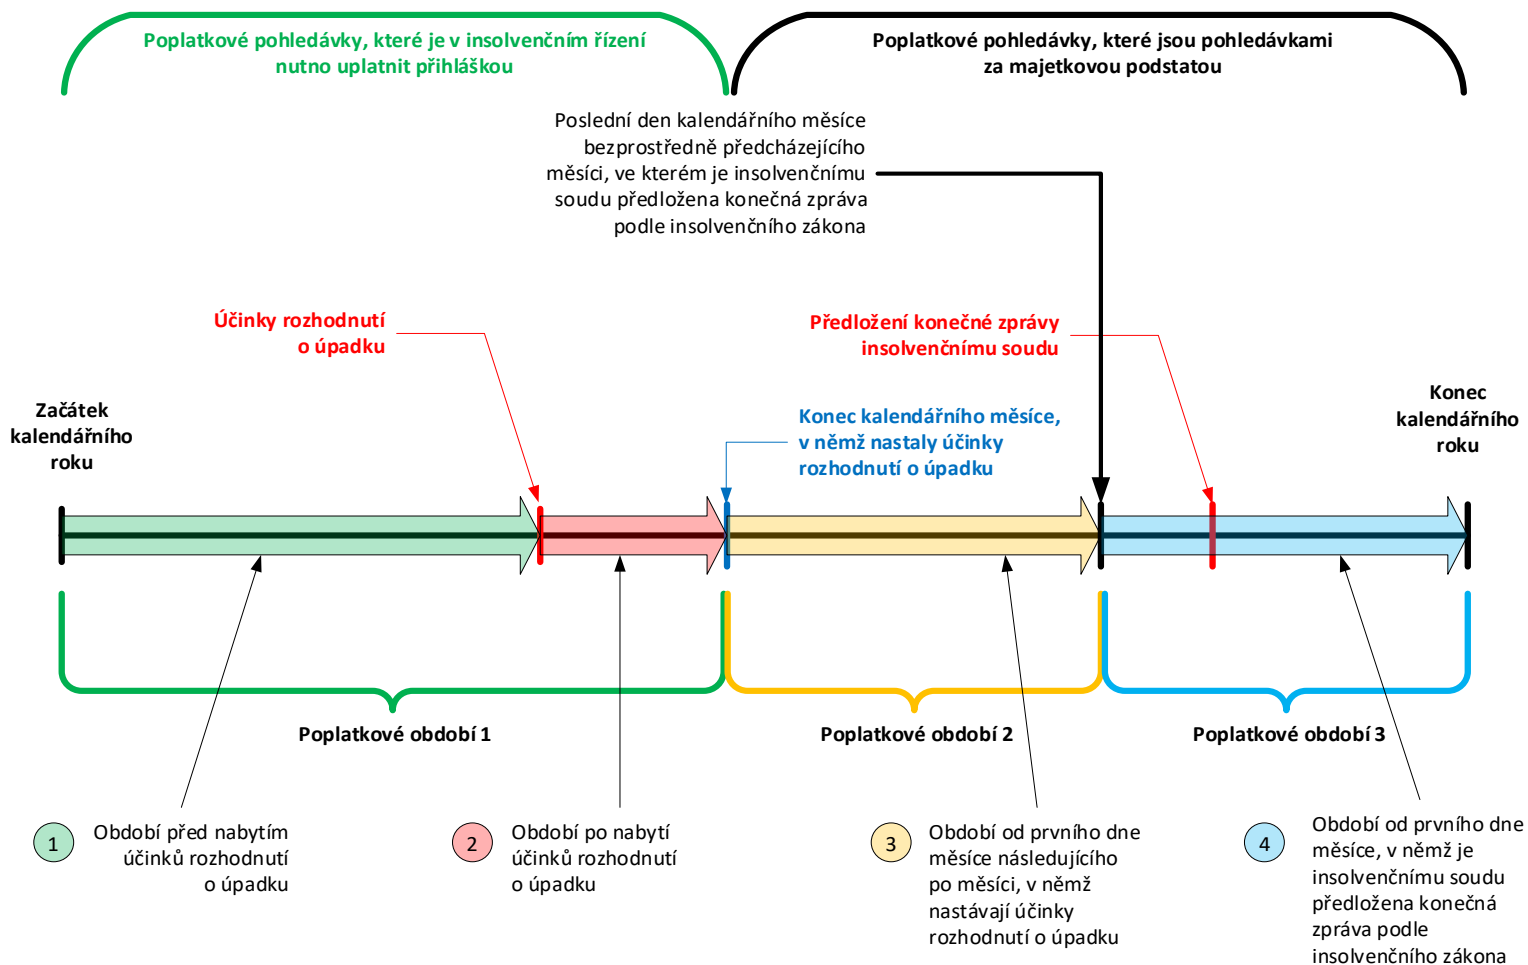 Poplatkové pohledávky, které je v insolvenčním řízení
nutno uplatnit přihláškou
Poplatkové pohledávky, které jsou pohledávkami
za majetkovou podstatou
Poslední den kalendářního měsíce
bezprostředně předcházejícího
měsíci, ve kterém je insolvenčnímu
soudu předložena konečná zpráva
podle insolvenčního zákona
Účinky rozhodnutí
o úpadku
Předložení konečné zprávy
insolvenčnímu soudu
Začátek
kalendářního
roku
Konec kalendářního měsíce,
v němž nastaly účinky
rozhodnutí o úpadku
Konec
kalendářního
roku
Poplatkové období 1
Poplatkové období 2
Poplatkové období 3
1
Období před nabytím
účinků rozhodnutí
o úpadku
2
Období po nabytí
účinků rozhodnutí
o úpadku
3
Období od prvního dne
měsíce následujícího
po měsíci, v němž
nastávají účinky
rozhodnutí o úpadku
4
Období od prvního dne
měsíce, v němž je
insolvenčnímu soudu
předložena konečná
zpráva podle
insolvenčního zákona